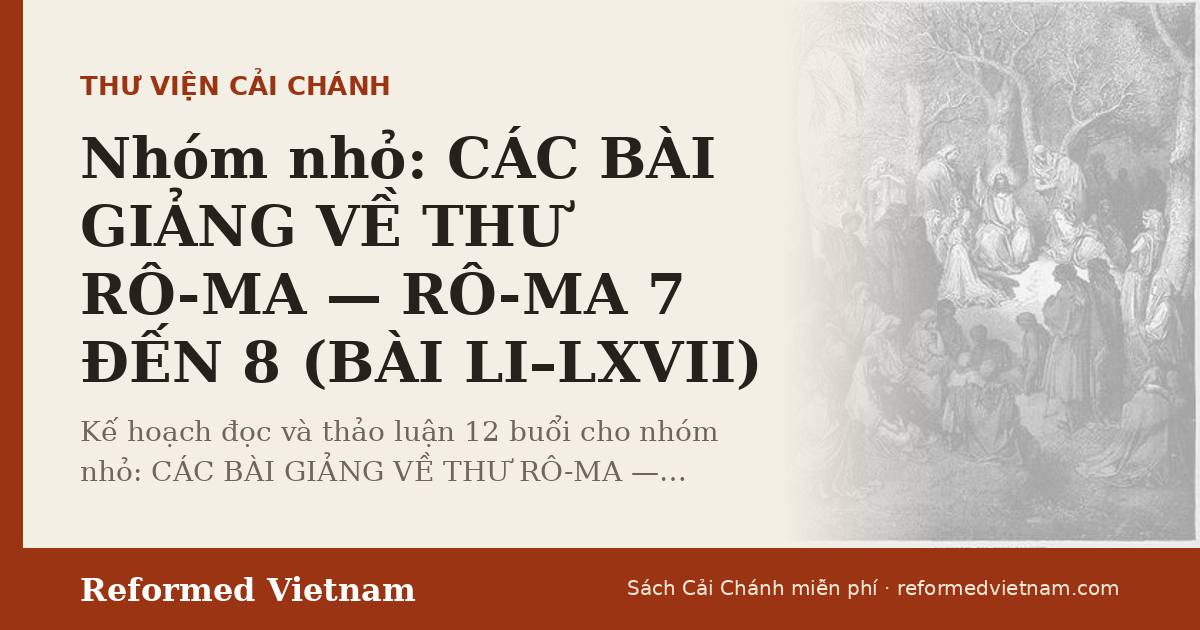 THƯ VIỆN CẢI CHÁNH
Nhóm nhỏ: CÁC BÀI
GIẢNG VỀ THƯ
RÔ-MA — RÔ-MA 7
ĐẾN 8 (BÀI LI–LXVII)
Kế hoạch đọc và thảo luận 12 buổi cho nhóm
nhỏ: CÁC BÀI GIẢNG VỀ THƯ RÔ-MA —...
Reformed Vietnam
Sách Cải Chánh miễn phí · reformedvietnam.com